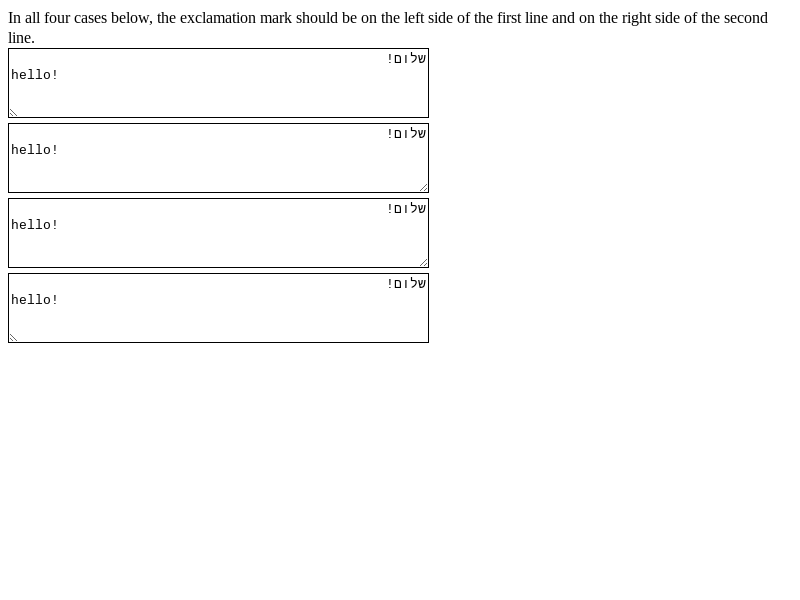 In all four cases below, the exclamation mark should be on the left side of the first line and on the right side of the second
line.
שלום!
hello!
שלום!
hello!
שלום!
hello!
שלום!
hello!